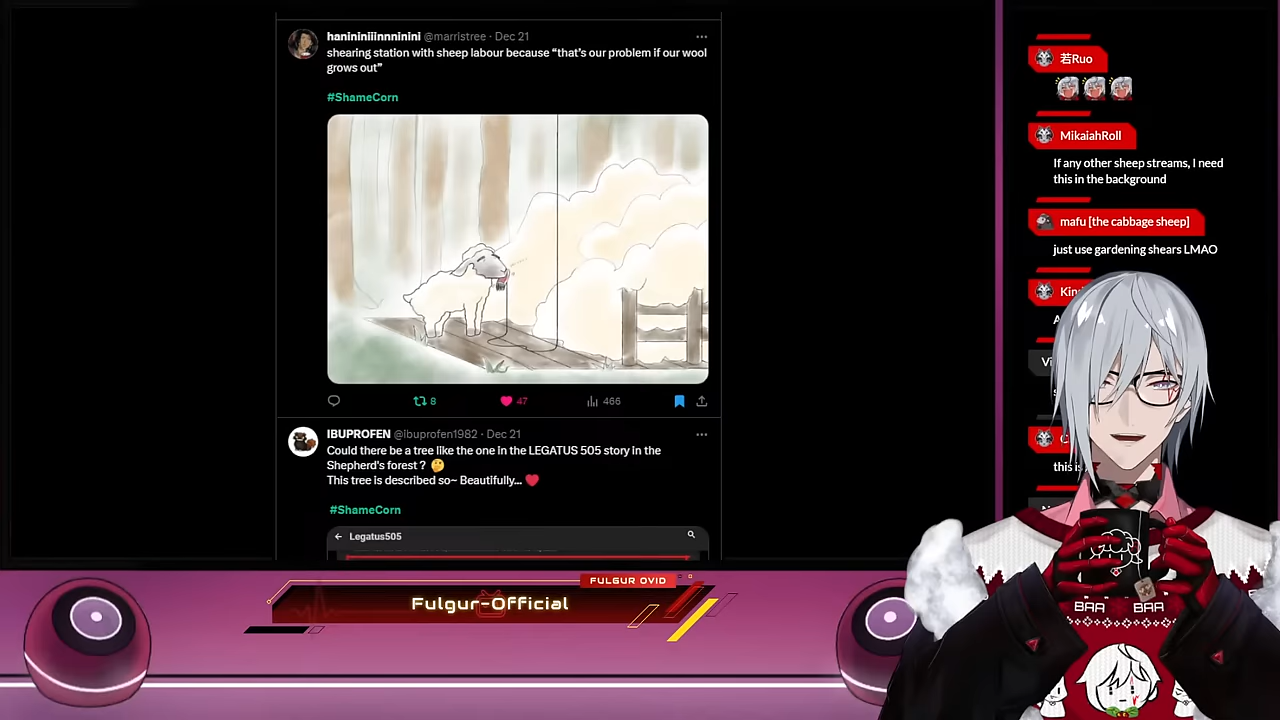 hanininiiinnninini @marristree · Dec 21
shearing station with sheep labour because “that’s our problem if our wool
grows out”
#ShameCorn
8
47
466
IBUPROFEN @ibuprofen1982 · Dec 21
Could there be a tree like the one in the LEGATUS 505 story in the
Shepherd's forest ? 🤔
This tree is described so~ Beautifully... ❤️
#ShameCorn
Legatus505
若Ruo
MikaiahRoll
If any other sheep streams, I need
this in the background
mafu [the cabbage sheep]
just use gardening shears LMAO
this is
FULGUR OVID
Fulgur-Official
BAA BAA